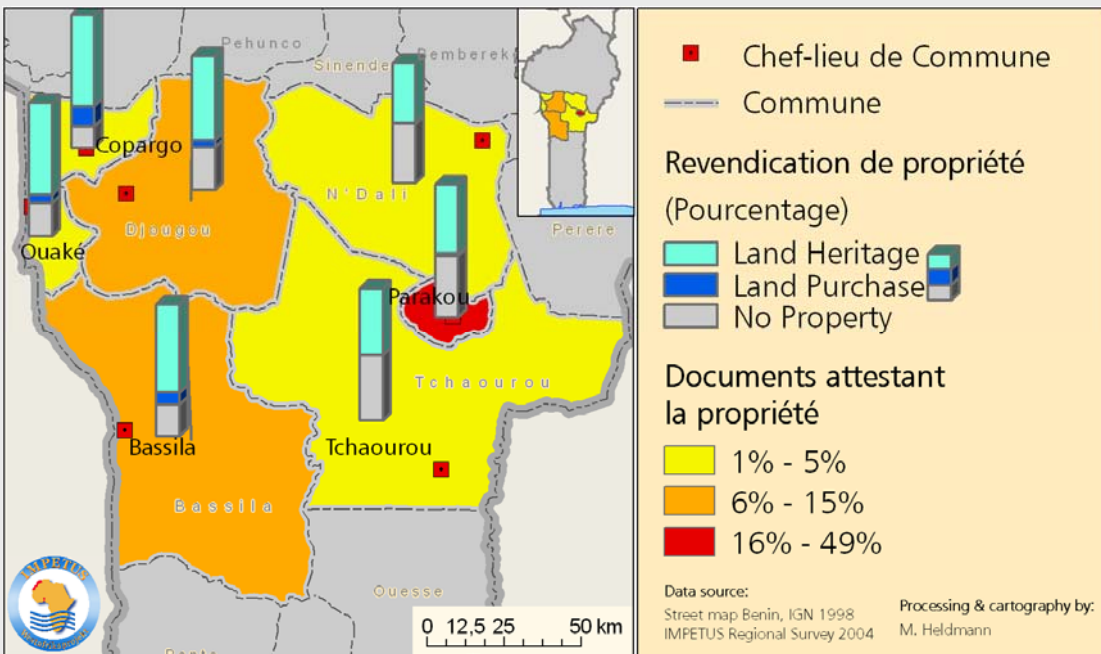 Pehunco
Sinende
Bembereke
Copargo
N'Dali
Djougou
Perere
Ouaké
Parakou
Tchaourou
Bassila
Tchaourou
Bassila
Ouesse
IMPETUS
0 12,5 25 50 km
Chef-lieu de Commune
Commune
Revendication de propriété
(Pourcentage)
Land Heritage
Land Purchase
No Property
Documents attestant
la propriété
1% - 5%
6% - 15%
16% - 49%
Data source:
Street map Benin, IGN 1998
IMPETUS Regional Survey 2004
Processing & cartography by:
M. Heldmann